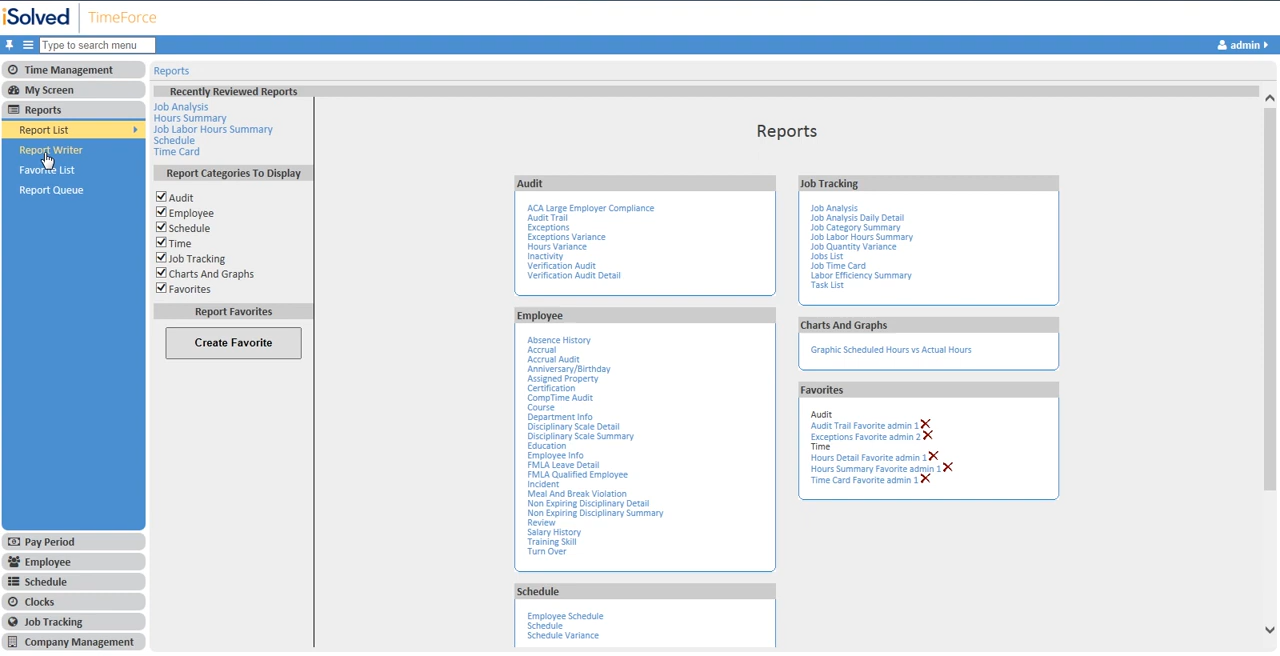 iSolved TimeForce
Type to search menu
admin
Time Management
My Screen
Reports
Report List
Report Writer
Favorite List
Report Queue
Pay Period
Employee
Schedule
Clocks
Job Tracking
Company Management
Reports
Recently Reviewed Reports
Job Analysis
Hours Summary
Job Labor Hours Summary
Schedule
Time Card
Report Categories To Display
Audit
Employee
Schedule
Time
Job Tracking
Charts And Graphs
Favorites
Report Favorites
Create Favorite
Reports
Audit
ACA Large Employer Compliance
Audit Trail
Exceptions
Exceptions Variance
Hours Variance
Inactivity
Verification Audit
Verification Audit Detail
Employee
Absence History
Accrual
Accrual Audit
Anniversary/Birthday
Assigned Property
Certification
CompTime Audit
Course
Department Info
Disciplinary Scale Detail
Disciplinary Scale Summary
Education
Employee Info
FMLA Leave Detail
FMLA Qualified Employee
Incident
Meal And Break Violation
Non Expiring Disciplinary Detail
Non Expiring Disciplinary Summary
Review
Salary History
Training Skill
Turn Over
Schedule
Employee Schedule
Schedule
Schedule Variance
Job Tracking
Job Analysis
Job Analysis Daily Detail
Job Category Summary
Job Labor Hours Summary
Job Quantity Variance
Jobs List
Job Time Card
Labor Efficiency Summary
Task List
Charts And Graphs
Graphic Scheduled Hours vs Actual Hours
Favorites
Audit
Audit Trail Favorite admin 1
Exceptions Favorite admin 2
Time
Hours Detail Favorite admin 1
Hours Summary Favorite admin 1
Time Card Favorite admin 1